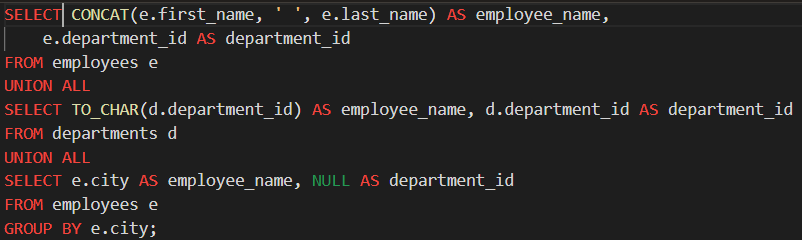 SELECT CONCAT(e.first_name, ' ', e.last_name) AS employee_name,
    e.department_id AS department_id
FROM employees e
UNION ALL
SELECT TO_CHAR(d.department_id) AS employee_name, d.department_id AS department_id
FROM departments d
UNION ALL
SELECT e.city AS employee_name, NULL AS department_id
FROM employees e
GROUP BY e.city;